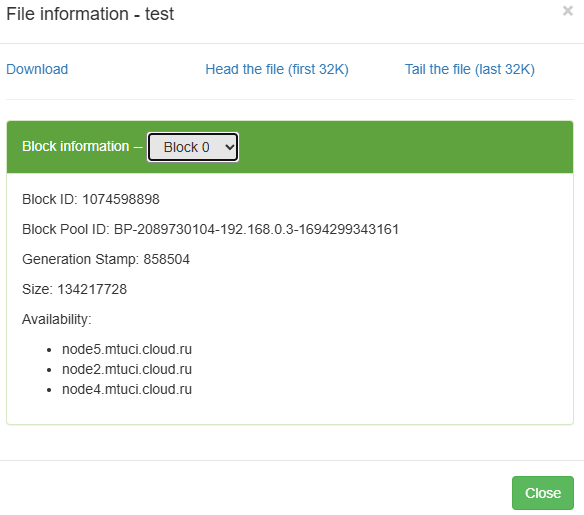 File information - test ×
Download Head the file (first 32K) Tail the file (last 32K)
Block information -- Block 0
Block ID: 1074598898
Block Pool ID: BP-2089730104-192.168.0.3-1694299343161
Generation Stamp: 858504
Size: 134217728
Availability:
• node5.mtuci.cloud.ru
• node2.mtuci.cloud.ru
• node4.mtuci.cloud.ru
Close